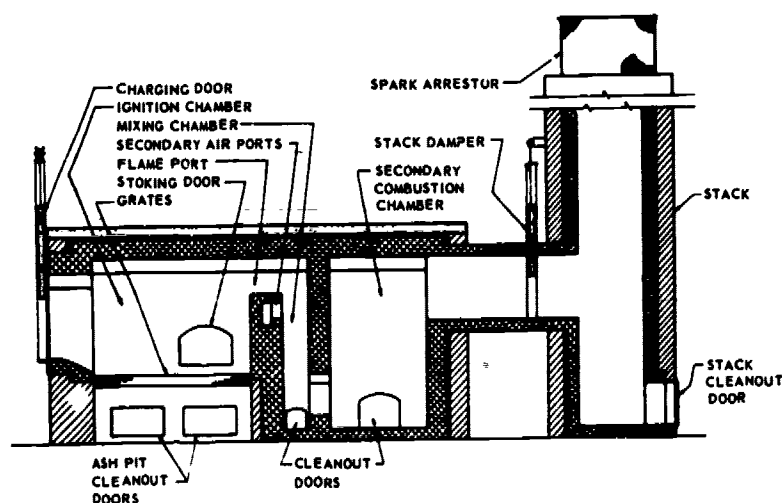 SPARK ARRESTOR
CHARGING DOOR
IGNITION CHAMBER
MIXING CHAMBER
SECONDARY AIR PORTS
FLAME PORT
STOKING DOOR
GRATES
STACK DAMPER
SECONDARY
COMBUSTION
CHAMBER
STACK
STACK
CLEANOUT
DOOR
ASH PIT
CLEANOUT
DOORS
CLEANOUT
DOORS